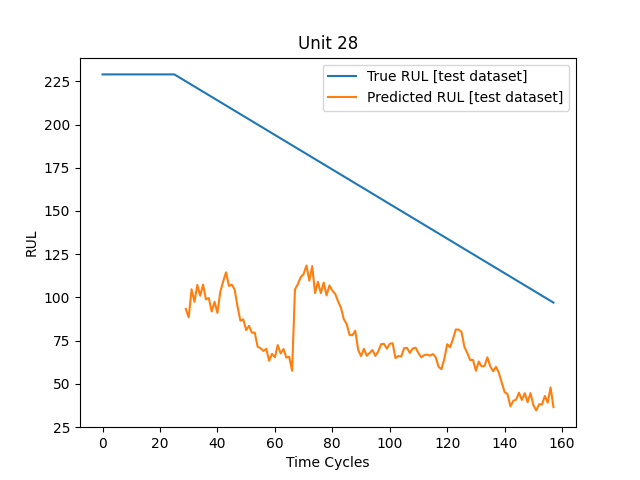 Unit 28
True RUL [test dataset]
Predicted RUL [test dataset]
RUL
225
200
175
150
125
100
75
50
25
0 20 40 60 80 100 120 140 160
Time Cycles